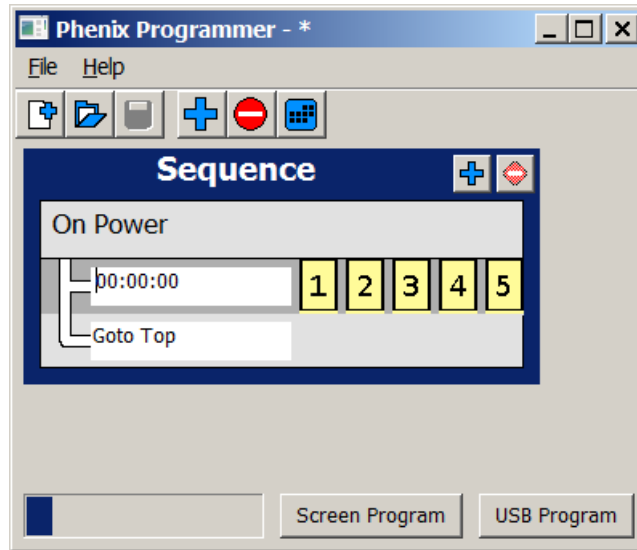 Phenix Programmer - *
File Help
Sequence
On Power
00:00:00 1 2 3 4 5
Goto Top
Screen Program USB Program